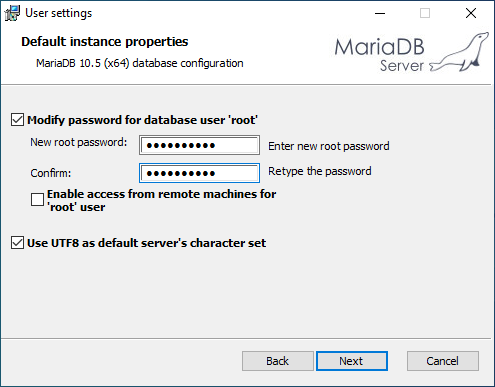 User settings
Default instance properties
MariaDB 10.5 (x64) database configuration
MariaDB
Server
Modify password for database user 'root'
New root password: ●●●●●●●●●● Enter new root password
Confirm: ●●●●●●●●●● Retype the password
Enable access from remote machines for
'root' user
Use UTF8 as default server's character set
Back Next Cancel